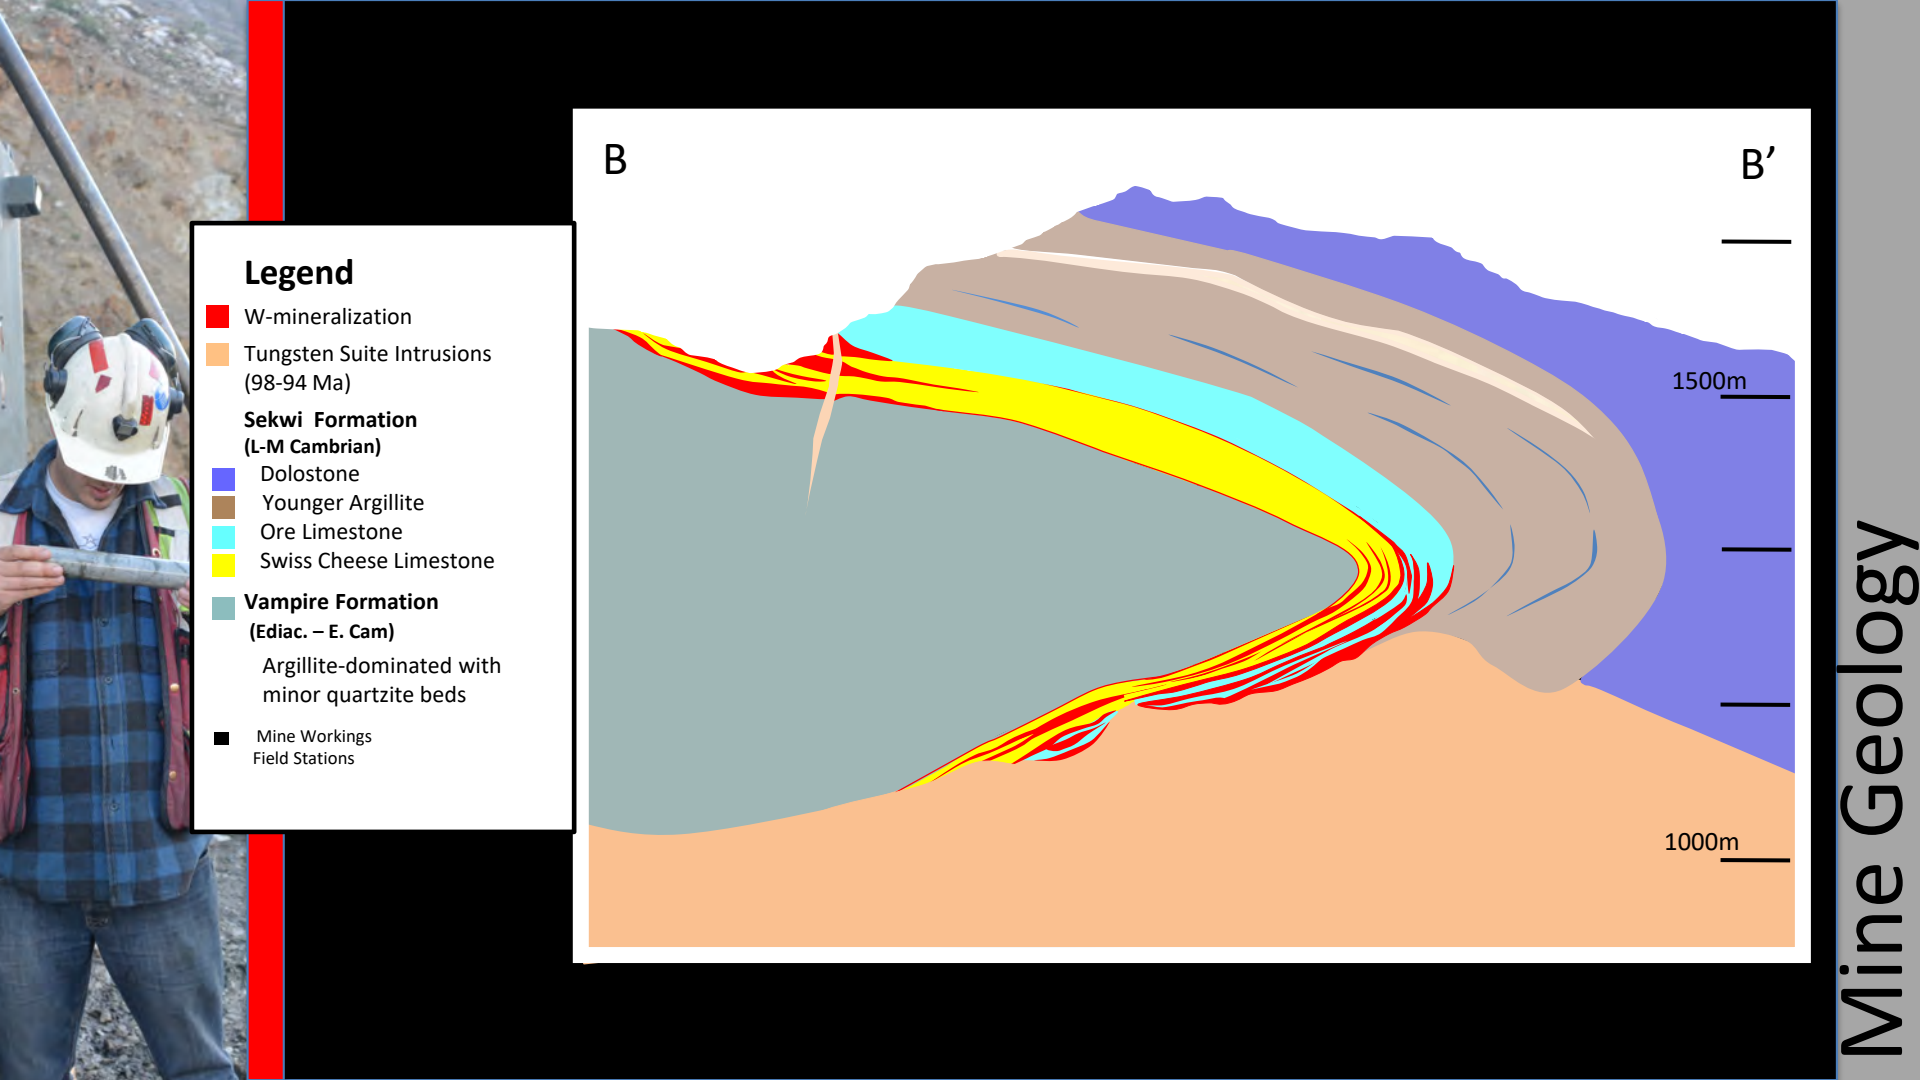 B
B’
Legend
W-mineralization
Tungsten Suite Intrusions
(98-94 Ma)
Sekwi Formation
(L-M Cambrian)
Dolostone
Younger Argillite
Ore Limestone
Swiss Cheese Limestone
Vampire Formation
(Ediac. – E. Cam)
Argillite-dominated with
minor quartzite beds
Mine Workings
Field Stations
1500m
1000m
Mine Geology